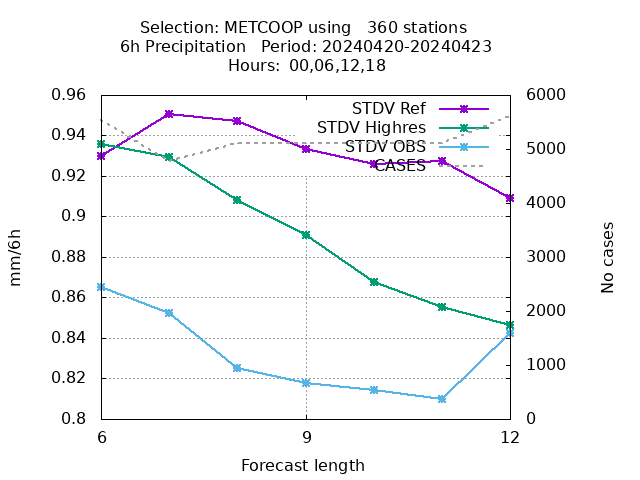 Selection: METCOOP using   360 stations
6h Precipitation   Period: 20240420-20240423
Hours: 00,06,12,18
0.96
0.94
0.92
0.9
0.88
0.86
0.84
0.82
0.8
6000
5000
4000
3000
2000
1000
0
STDV Ref
STDV Highres
STDV OBS
CASES
mm/6h
No cases
6
9
12
Forecast length